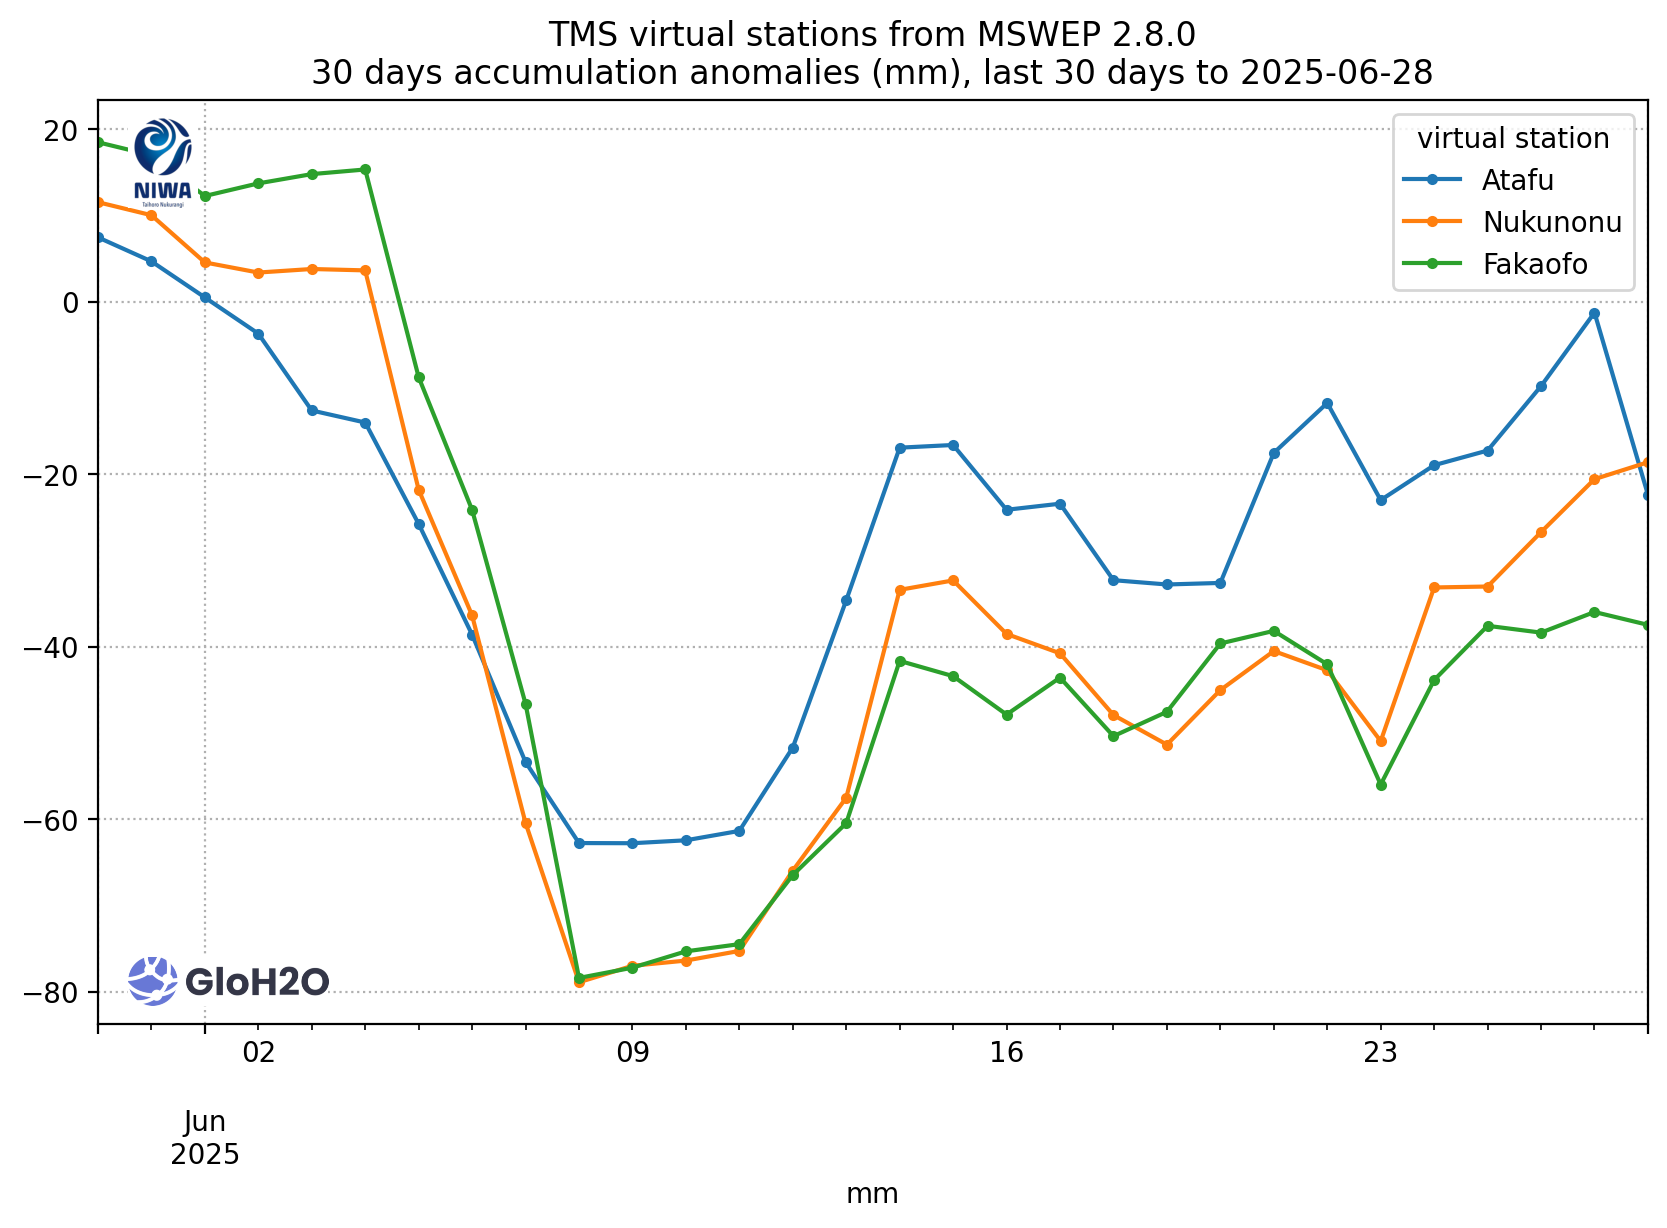 TMS virtual stations from MSWEP 2.8.0
30 days accumulation anomalies (mm), last 30 days to 2025-06-28
20
0
−20
−40
−60
−80
NIWA
Taihoro Nukurangi
virtual station
Atafu
Nukunonu
Fakaofo
GloH2O
02
09
16
23
Jun
2025
mm